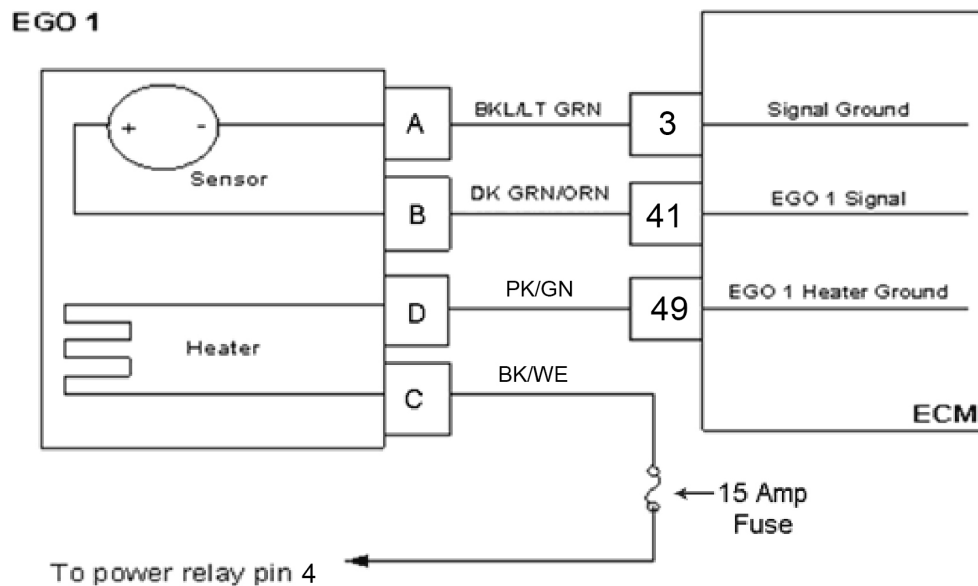 EGO 1
A
BKL/LT GRN
3
Signal Ground
+ -
Sensor
B
DK GRN/ORN
41
EGO 1 Signal
D
PK/GN
49
EGO 1 Heater Ground
Heater
C
BK/WE
ECM
15 Amp
Fuse
To power relay pin 4